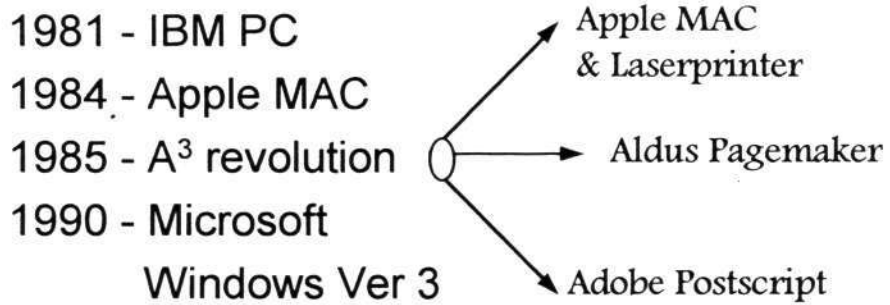 1981 - IBM PC
1984 - Apple MAC
1985 - A³ revolution
1990 - Microsoft
Windows Ver 3
Apple MAC
& Laserprinter
Aldus Pagemaker
Adobe Postscript